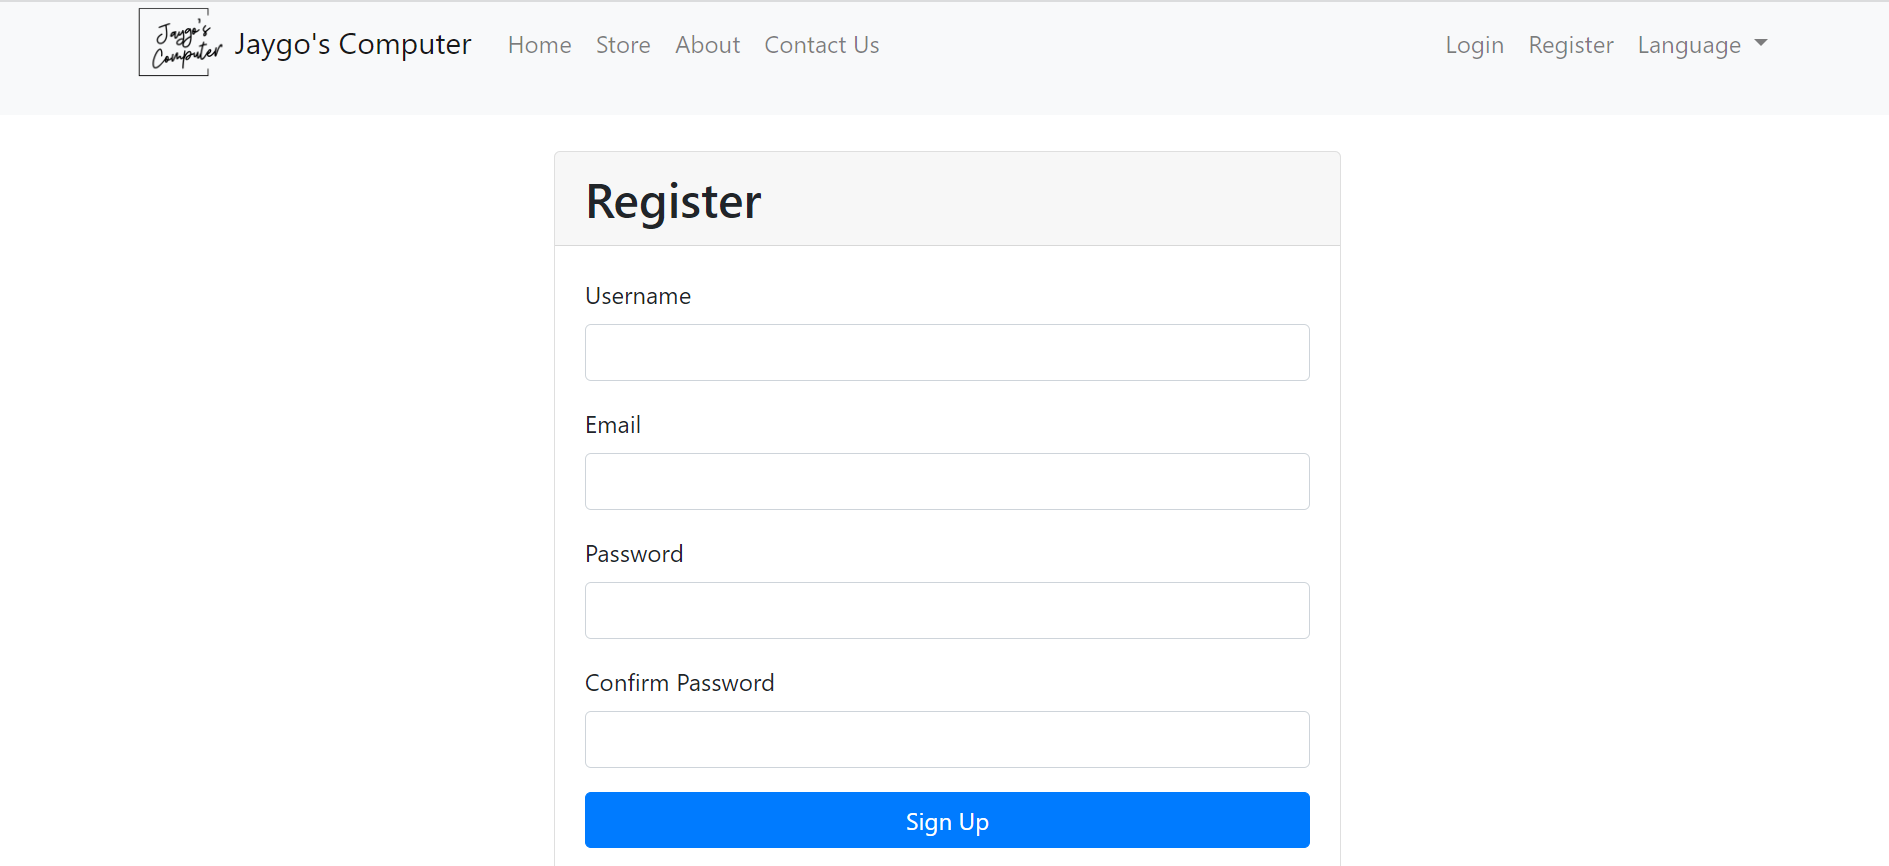 Jaygo's
Computer
Jaygo's Computer Home Store About Contact Us Login Register Language
Register
Username
Email
Password
Confirm Password
Sign Up